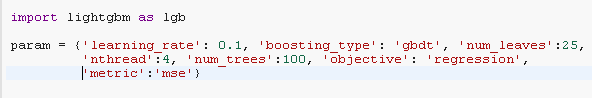 import lightgbm as lgb
param = {'learning_rate': 0.1, 'boosting_type': 'gbdt', 'num_leaves':25,
'nthread':4, 'num_trees':100, 'objective': 'regression',
'metric':'mse'}